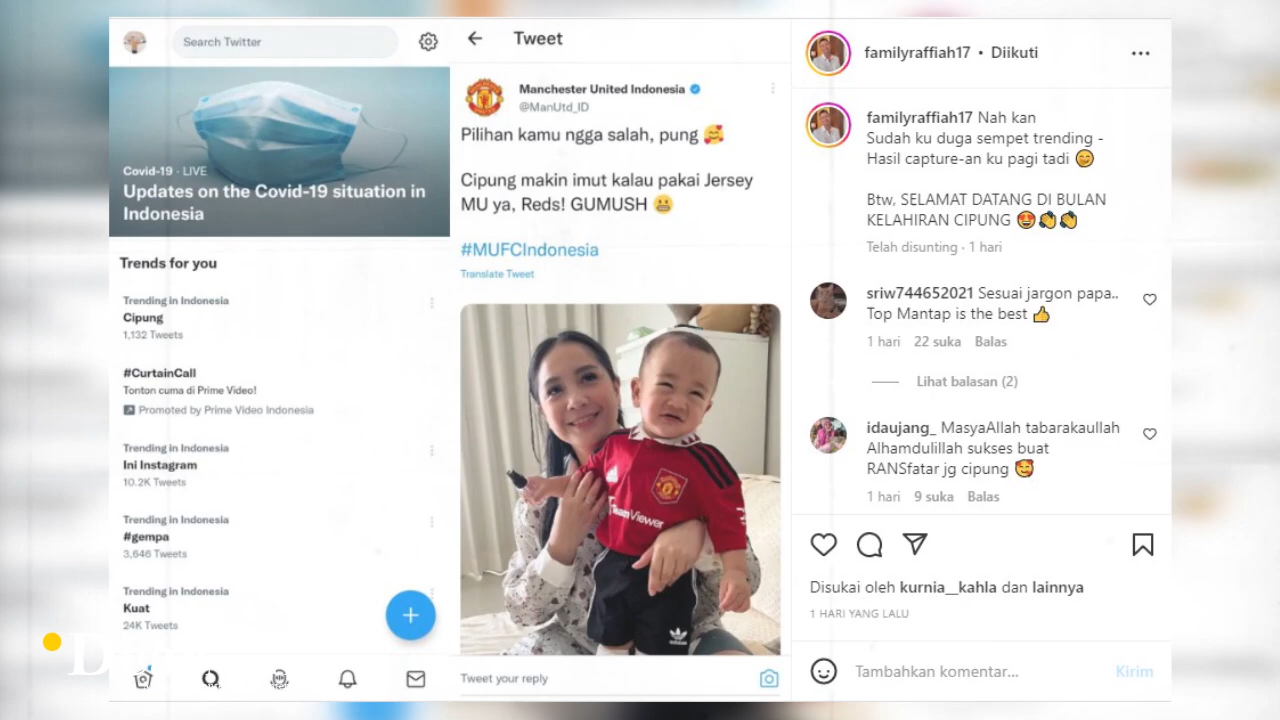 Search Twitter
Covid-19 · LIVE
Updates on the Covid-19 situation in
Indonesia
Trends for you
Trending in Indonesia
Cipung
1,132 Tweets
#CurtainCall
Tonton cuma di Prime Video!
Promoted by Prime Video Indonesia
Trending in Indonesia
Ini Instagram
10.2K Tweets
Trending in Indonesia
#gempa
3,646 Tweets
Trending in Indonesia
Kuat
24K Tweets
Tweet
Manchester United Indonesia
@ManUtd_ID
Pilihan kamu ngga salah, pung 🥰
Cipung makin imut kalau pakai Jersey
MU ya, Reds! GUMUSH 😬
#MUFCIndonesia
Translate Tweet
TeamViewer
adidas
Tweet your reply
familyraffiah17 • Diikuti
familyraffiah17 Nah kan
Sudah ku duga sempet trending -
Hasil capture-an ku pagi tadi 😄
Btw, SELAMAT DATANG DI BULAN
KELAHIRAN CIPUNG 🤩👏👏
Telah disunting · 1 hari
sriw744652021 Sesuai jargon papa..
Top Mantap is the best 👍
1 hari 22 suka Balas
Lihat balasan (2)
idaujang_ MasyaAllah tabarakaullah
Alhamdulillah sukses buat
RANSfatar jg cipung 🥰
1 hari 9 suka Balas
Disukai oleh kurnia__kahla dan lainnya
1 HARI YANG LALU
Tambahkan komentar...
Kirim